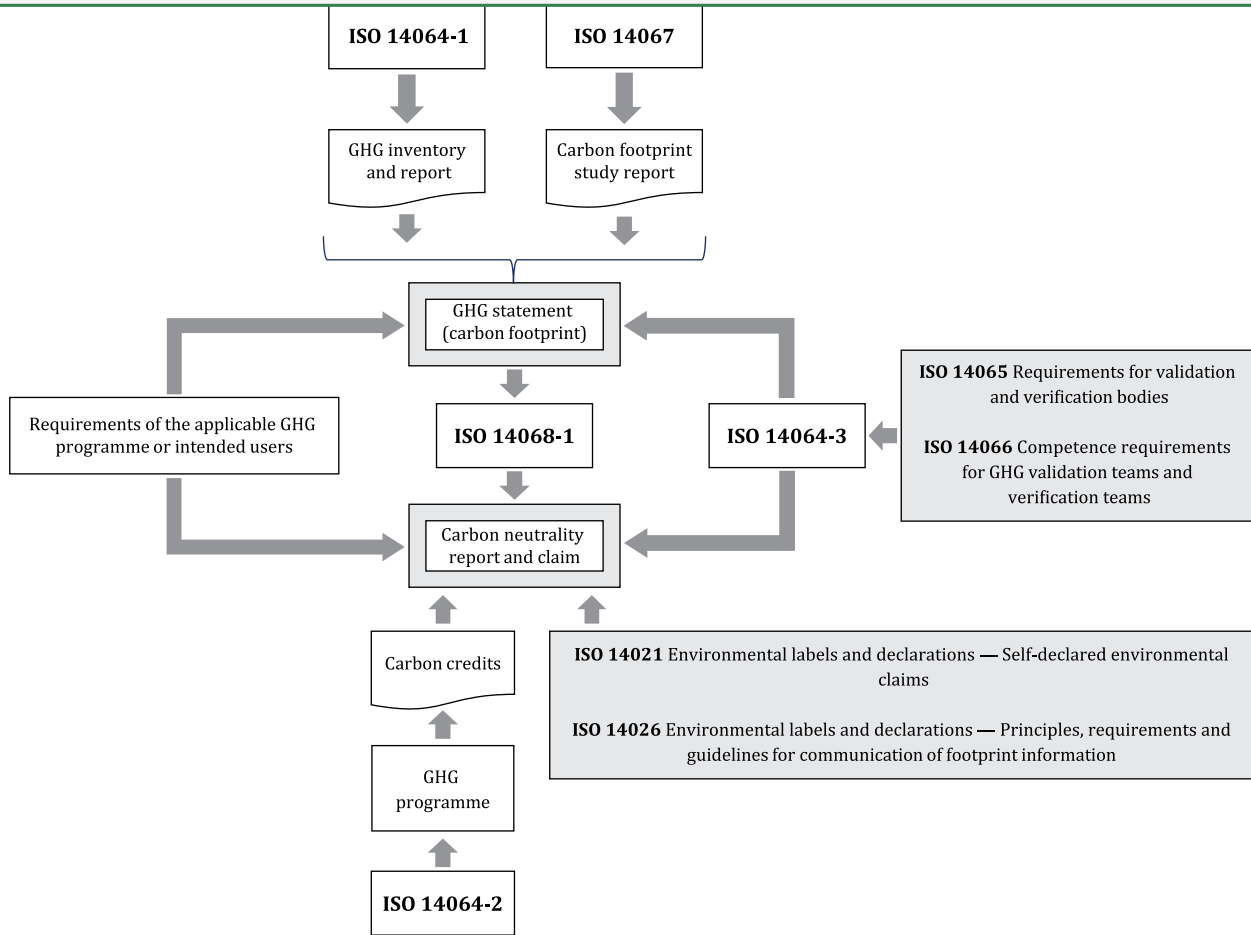 ISO 14064-1
ISO 14067
GHG inventory
and report
Carbon footprint
study report
GHG statement
(carbon footprint)
Requirements of the applicable GHG
programme or intended users
ISO 14068-1
ISO 14064-3
ISO 14065 Requirements for validation
and verification bodies
ISO 14066 Competence requirements
for GHG validation teams and
verification teams
Carbon neutrality
report and claim
Carbon credits
ISO 14021 Environmental labels and declarations — Self-declared environmental
claims
ISO 14026 Environmental labels and declarations — Principles, requirements and
guidelines for communication of footprint information
GHG
programme
ISO 14064-2